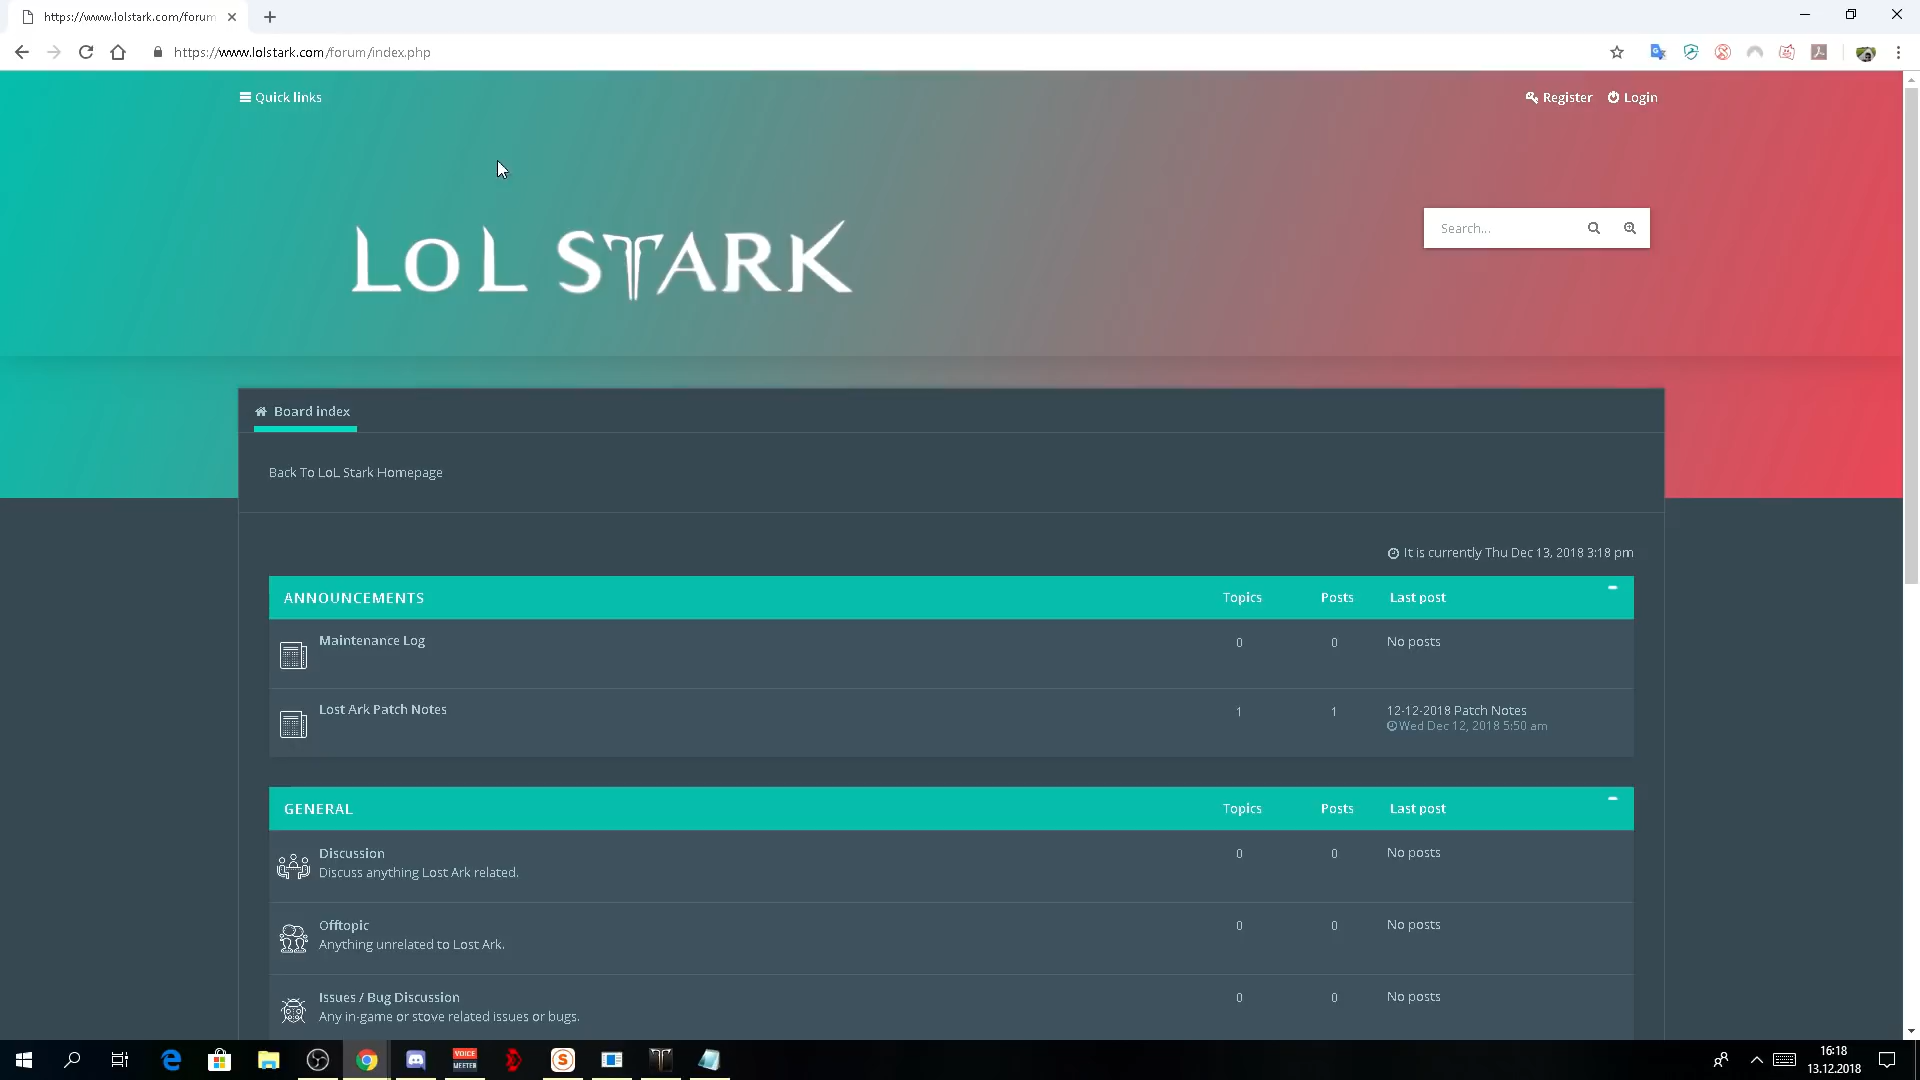 https://www.lolstark.com/forum
https://www.lolstark.com/forum/index.php
Quick links
Register
Login
LOL STARK
Search...
Board index
Back To LoL Stark Homepage
It is currently Thu Dec 13, 2018 3:18 pm
ANNOUNCEMENTS Topics Posts Last post
Maintenance Log 0 0 No posts
Lost Ark Patch Notes 1 1 12-12-2018 Patch Notes
Wed Dec 12, 2018 5:50 am
GENERAL Topics Posts Last post
Discussion 0 0 No posts
Discuss anything Lost Ark related.
Offtopic 0 0 No posts
Anything unrelated to Lost Ark.
Issues / Bug Discussion 0 0 No posts
Any in-game or stove related issues or bugs.
VOICE
MEETER
S
16:18
13.12.2018